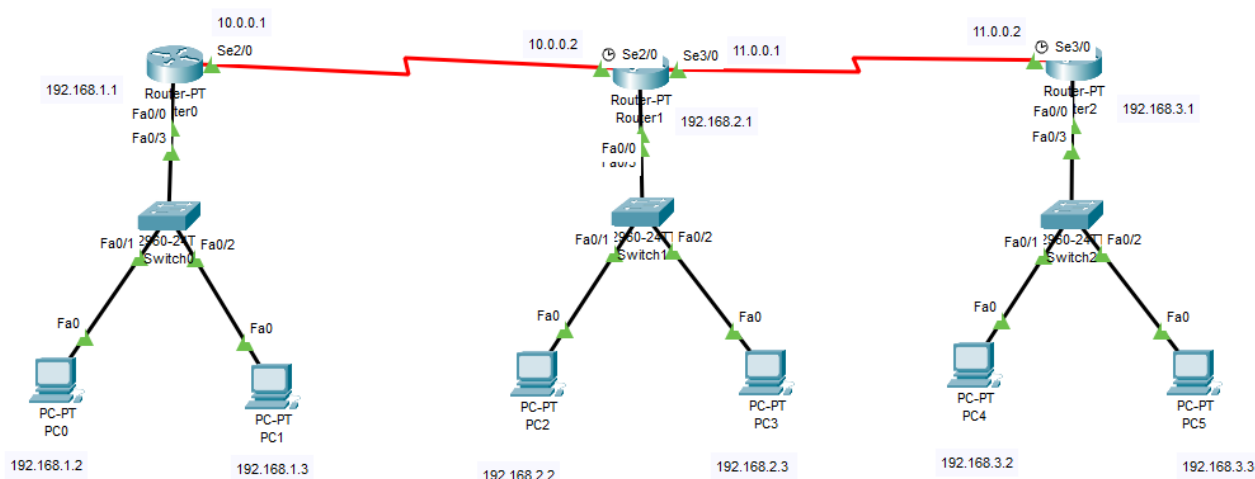 10.0.0.1
Se2/0
192.168.1.1
Router-PT
Fa0/0
Fa0/3
Fa0/1
Fa0/2
Switch0
Fa0
Fa0
PC-PT
PC0
PC-PT
PC1
192.168.1.2
192.168.1.3
10.0.0.2
Se2/0
Se3/0
11.0.0.1
Router-PT
Router1
192.168.2.1
Fa0/0
Fa0/1
Fa0/2
Switch1
Fa0
Fa0
PC-PT
PC2
PC-PT
PC3
192.168.2.2
192.168.2.3
11.0.0.2
Se3/0
Router-PT
192.168.3.1
Fa0/0
Fa0/3
Fa0/1
Fa0/2
Switch2
Fa0
Fa0
PC-PT
PC4
PC-PT
PC5
192.168.3.2
192.168.3.3